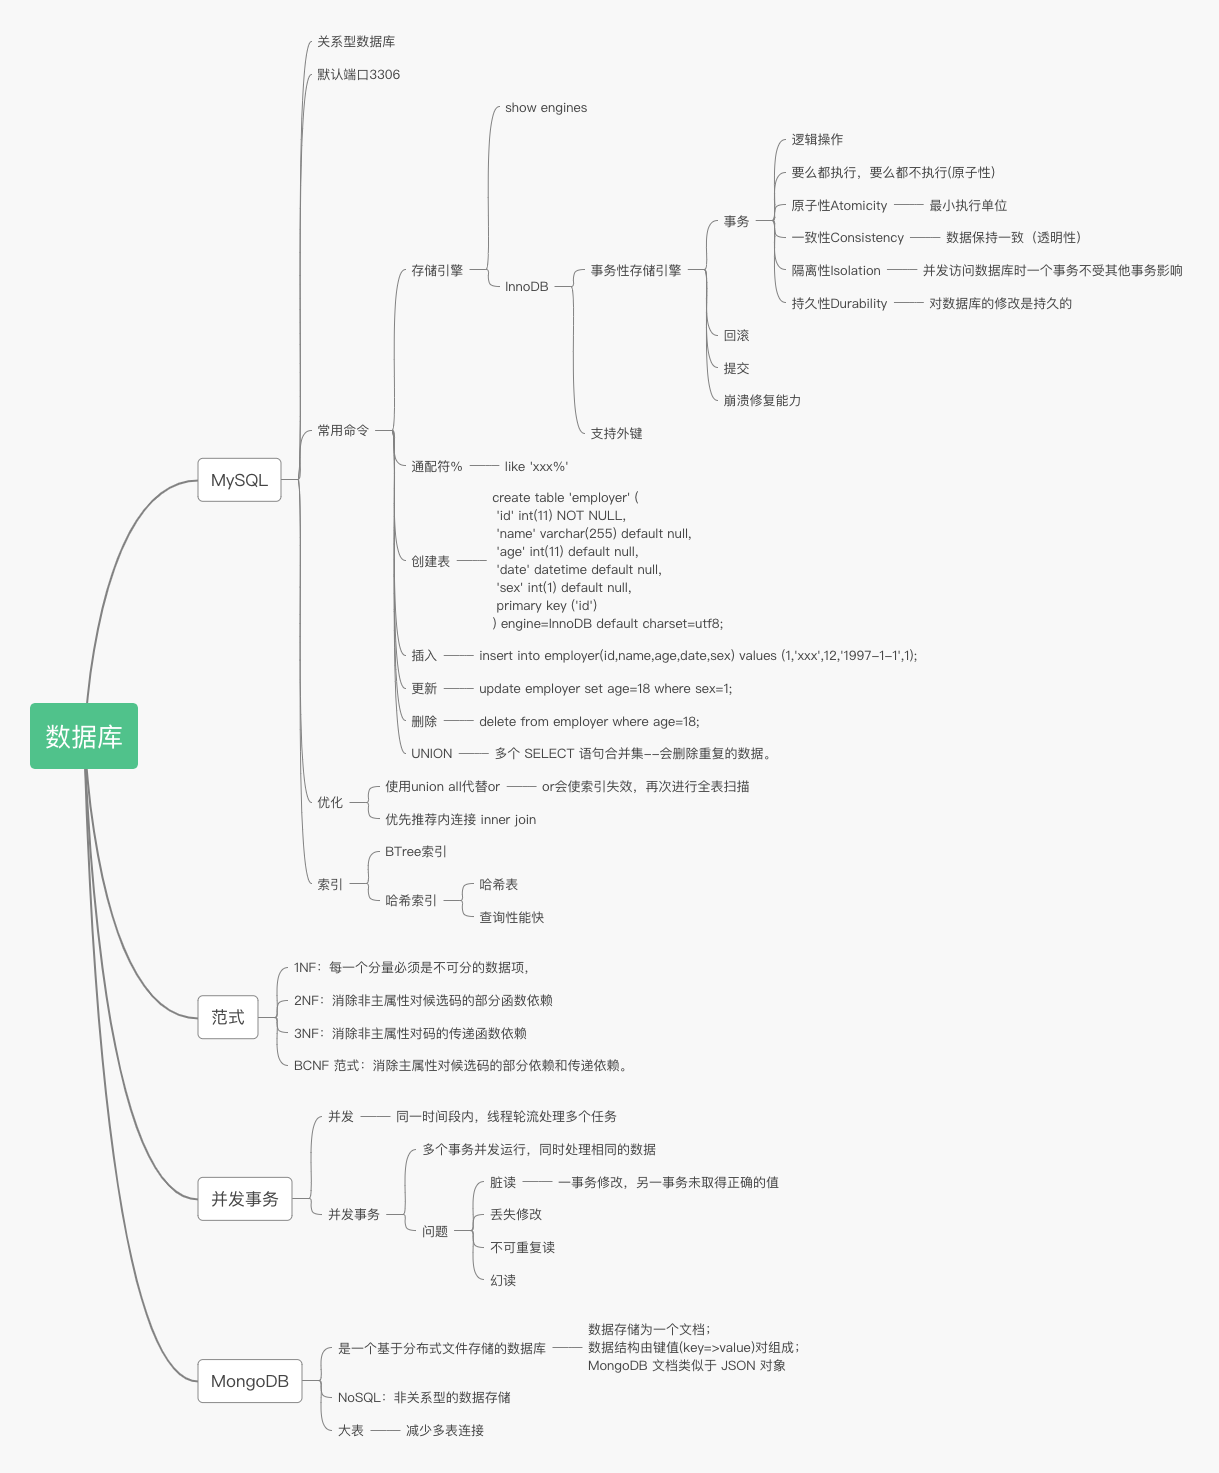 数据库
MySQL
关系型数据库
默认端口3306
常用命令
存储引擎
show engines
InnoDB
事务性存储引擎
事务
逻辑操作
要么都执行，要么都不执行(原子性)
原子性Atomicity
最小执行单位
一致性Consistency
数据保持一致（透明性）
隔离性Isolation
并发访问数据库时一个事务不受其他事务影响
持久性Durability
对数据库的修改是持久的
回滚
提交
崩溃修复能力
支持外键
通配符%
like 'xxx%'
创建表
create table 'employer' (
'id' int(11) NOT NULL,
'name' varchar(255) default null,
'age' int(11) default null,
'date' datetime default null,
'sex' int(1) default null,
primary key ('id')
) engine=InnoDB default charset=utf8;
插入
insert into employer(id,name,age,date,sex) values (1,'xxx',12,'1997-1-1',1);
更新
update employer set age=18 where sex=1;
删除
delete from employer where age=18;
UNION
多个 SELECT 语句合并集--会删除重复的数据。
优化
使用union all代替or
or会使索引失效，再次进行全表扫描
优先推荐内连接 inner join
索引
BTree索引
哈希索引
哈希表
查询性能快
范式
1NF：每一个分量必须是不可分的数据项，
2NF：消除非主属性对候选码的部分函数依赖
3NF：消除非主属性对码的传递函数依赖
BCNF 范式：消除主属性对候选码的部分依赖和传递依赖。
并发事务
并发
同一时间段内，线程轮流处理多个任务
并发事务
多个事务并发运行，同时处理相同的数据
问题
脏读
一事务修改，另一事务未取得正确的值
丢失修改
不可重复读
幻读
MongoDB
是一个基于分布式文件存储的数据库
数据存储为一个文档；
数据结构由键值(key=>value)对组成；
MongoDB 文档类似于 JSON 对象
NoSQL：非关系型的数据存储
大表
减少多表连接